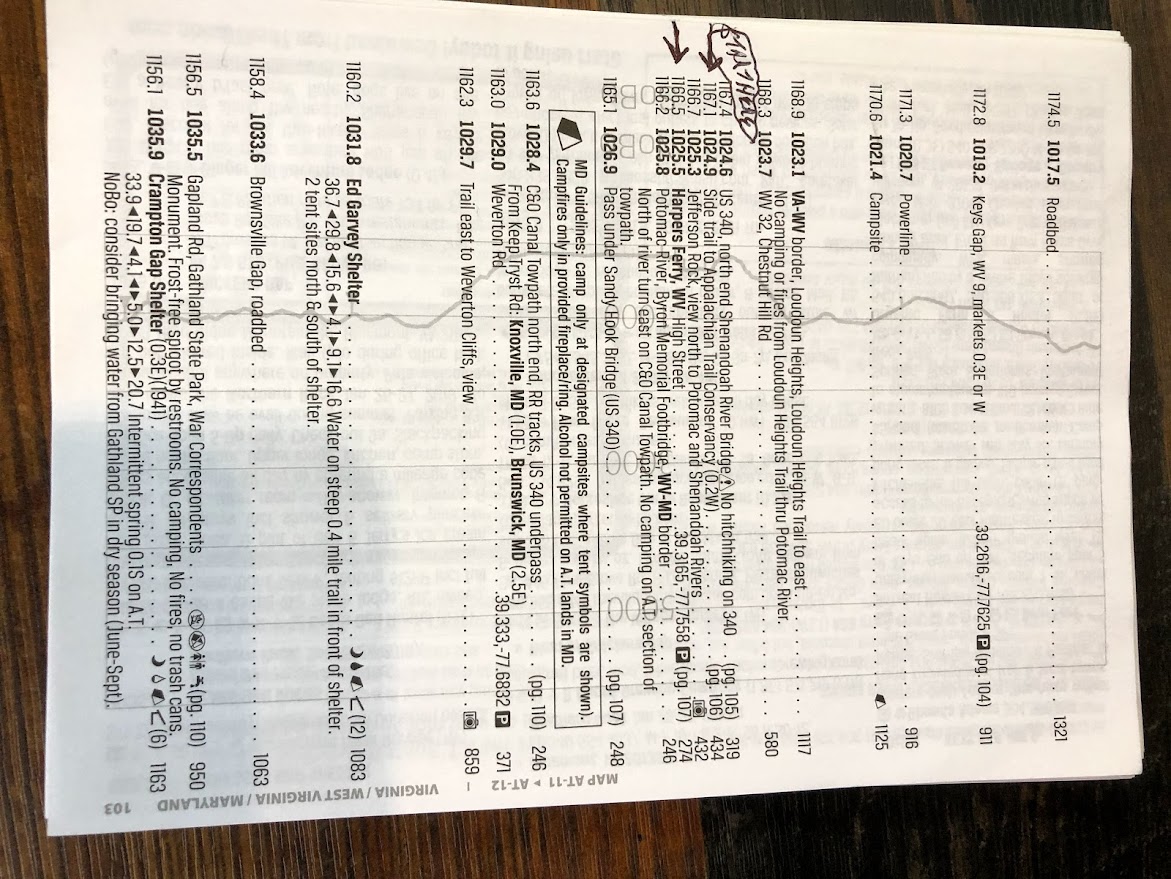 1174.5 1017.5 Roadbed . . . . 1321
1172.8 1019.2 Keys Gap, WV 9, markets 0.3E or W . . . . 39.2616,-77.7625 P (pg. 104) 911
1171.3 1020.7 Powerline . . . . 916
1170.6 1021.4 Campsite . . . . 1125
1168.9 1023.1 VA-WV border, Loudoun Heights, Loudoun Heights Trail to east . . . . 1117
No camping or fires from Loudon Heights Trail thru Potomac River.
1168.3 1023.7 WV 32, Chestnut Hill Rd . . . . 580
1167.4 1024.6 US 340, north end Shenandoah River Bridge ⚠ No hitchhiking on 340 . . (pg. 105) 319
1167.1 1024.9 Side trail to Appalachian Trail Conservancy (0.2W) . . . . (pg. 106) 434
1166.7 1025.3 Jefferson Rock, view north to Potomac and Shenandoah Rivers . . . . 432
1166.5 1025.5 Harpers Ferry, WV, High Street . . . . 39.3165,-77.7558 P (pg. 107) 274
1166.2 1025.8 Potomac River, Byron Memorial Footbridge, WV-MD border . . . . 246
North of river turn east on C&O Canal Towpath. No camping on A.T. section of
towpath.
1165.1 1026.9 Pass under Sandy Hook Bridge (US 340) . . . . (pg. 107) 248
MD Guidelines: camp only at designated campsites where tent symbols are shown).
Campfires only in provided fireplace/ring. Alcohol not permitted on A.T. lands in MD.
1163.6 1028.4 C&O Canal Towpath north end, RR tracks, US 340 underpass . . . . (pg. 110) 246
From Keep Tryst Rd: Knoxville, MD (1.0E), Brunswick, MD (2.5E)
1163.0 1029.0 Weverton Rd . . . . 39.333,-77.6832 P 371
1162.3 1029.7 Trail east to Weverton Cliffs, view . . . . 859
1160.2 1031.8 Ed Garvey Shelter . . . . (12) 1083
36.7◄29.8◄15.6◄►4.1►9.1►16.6 Water on steep 0.4 mile trail in front of shelter.
2 tent sites north & south of shelter.
1158.4 1033.6 Brownsville Gap, roadbed . . . . 1063
1156.5 1035.5 Gapland Rd, Gathland State Park, War Correspondents . . . . (pg. 110) 950
Monument. Frost-free spigot by restrooms. No camping, No fires, no trash cans.
1156.1 1035.9 Crampton Gap Shelter (0.3E)(1941) . . . . (6) 1163
33.9◄19.7◄4.1◄►5.0►12.5►20.7 Intermittent spring 0.1S on A.T.
NoBo: consider bringing water from Gathland SP in dry season (June-Sept).
MAP AT-11 ► AT-12
VIRGINIA / WEST VIRGINIA / MARYLAND 103